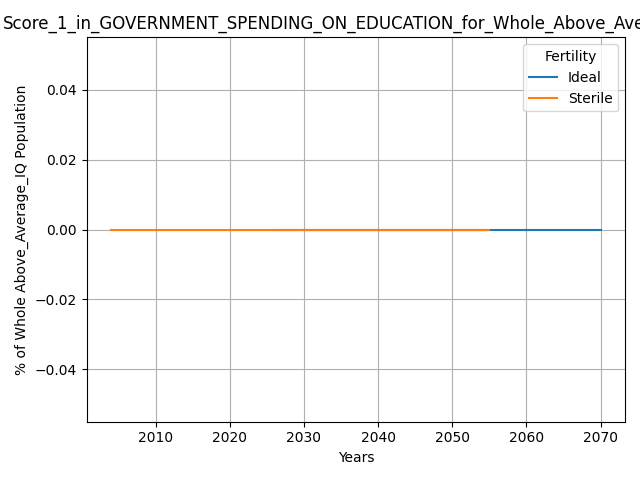 Score_1_in_GOVERNMENT_SPENDING_ON_EDUCATION_for_Whole_Above_Ave
Fertility
Ideal
Sterile
% of Whole Above_Average_IQ Population
0.04
0.02
0.00
−0.02
−0.04
2010 2020 2030 2040 2050 2060 2070
Years